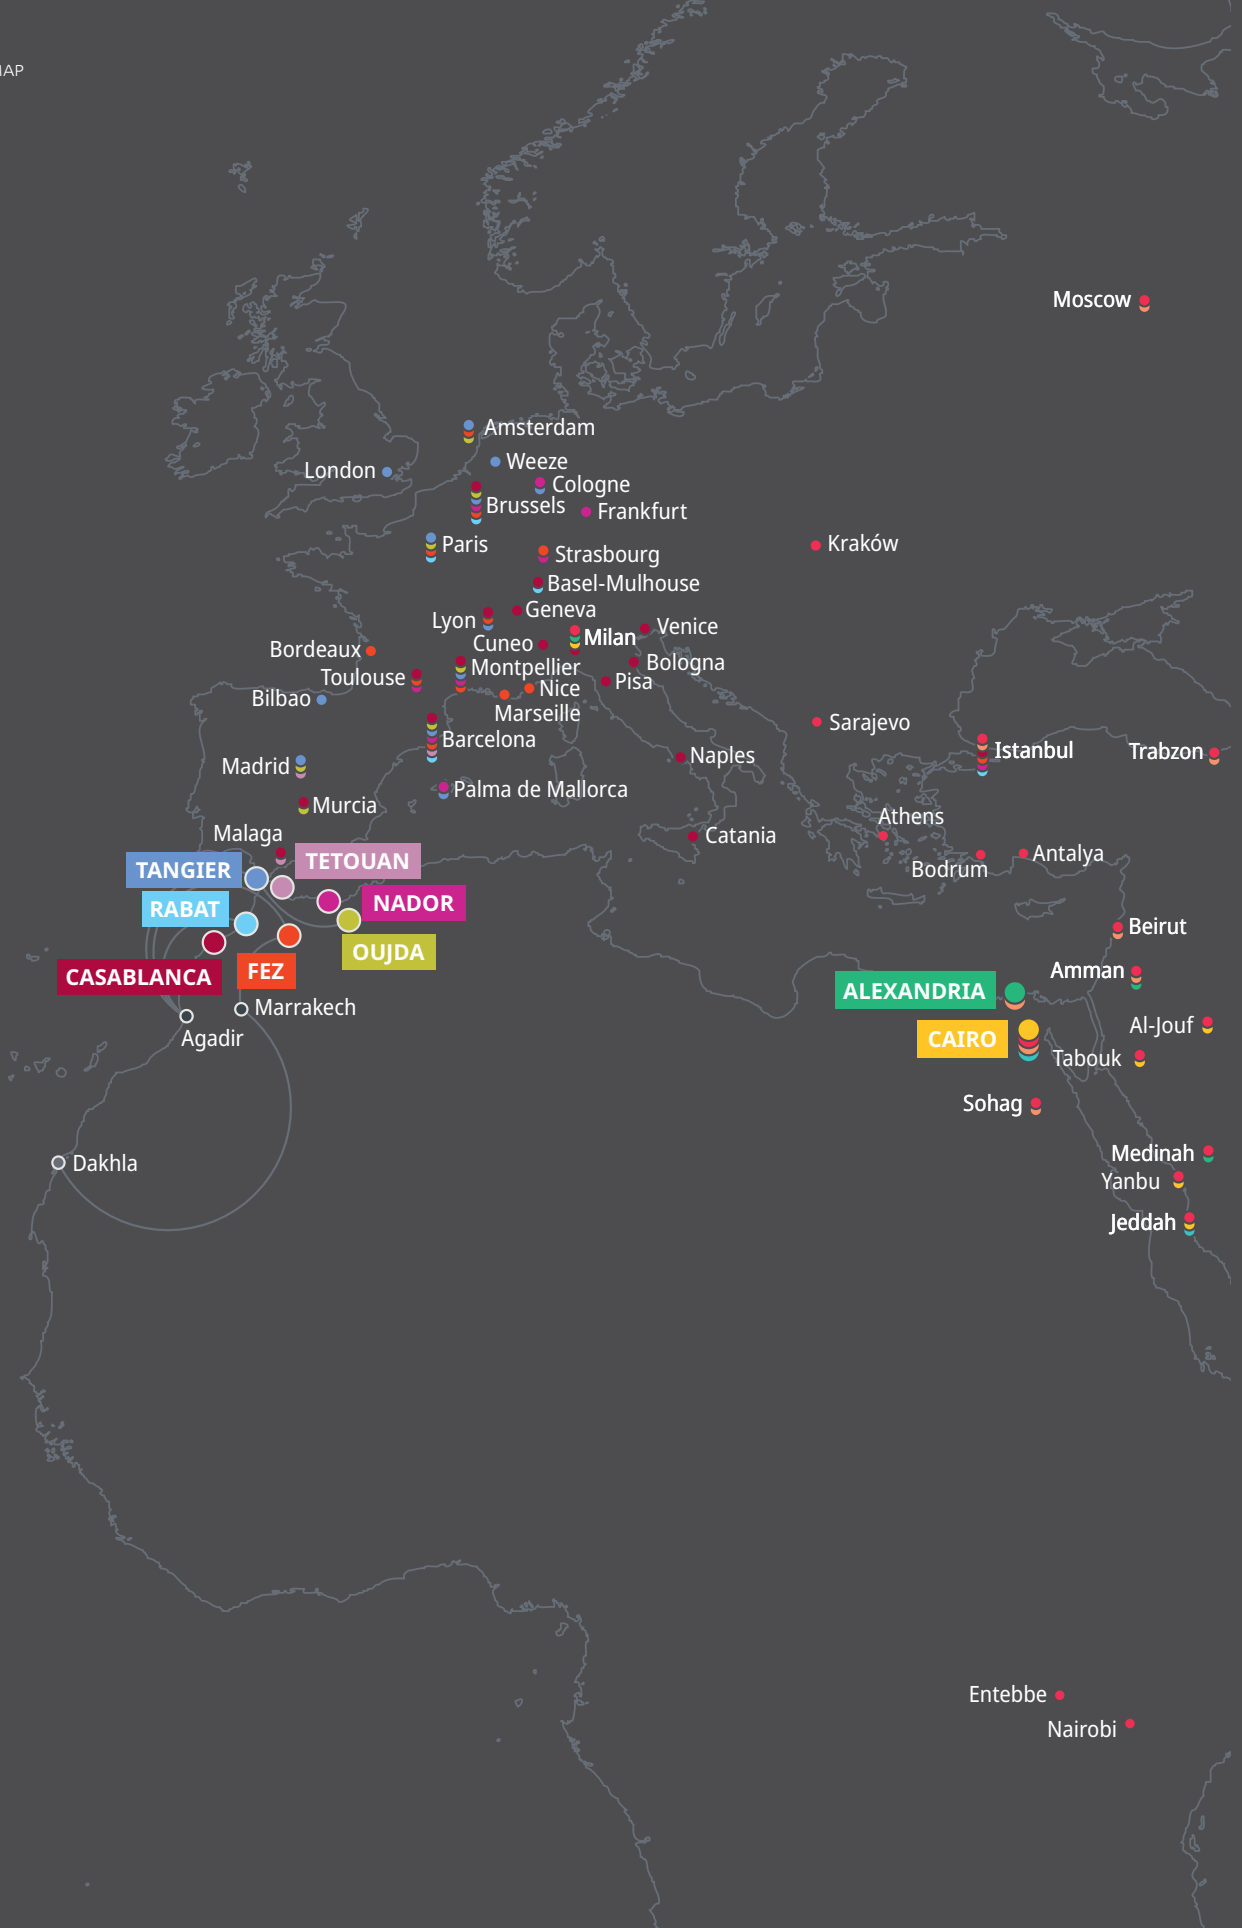 Moscow
Amsterdam
Weeze
London
Cologne
Brussels
Frankfurt
Paris
Strasbourg
Kraków
Basel-Mulhouse
Geneva
Lyon
Venice
Cuneo
Milan
Bordeaux
Bologna
Montpellier
Toulouse
Pisa
Nice
Bilbao
Marseille
Sarajevo
Barcelona
Istanbul
Trabzon
Naples
Madrid
Palma de Mallorca
Murcia
Athens
Malaga
Catania
Antalya
TETOUAN
TANGIER
Bodrum
NADOR
RABAT
Beirut
OUJDA
Amman
FEZ
CASABLANCA
ALEXANDRIA
Marrakech
Al-Jouf
Agadir
CAIRO
Tabouk
Sohag
Medinah
Dakhla
Yanbu
Jeddah
Entebbe
Nairobi